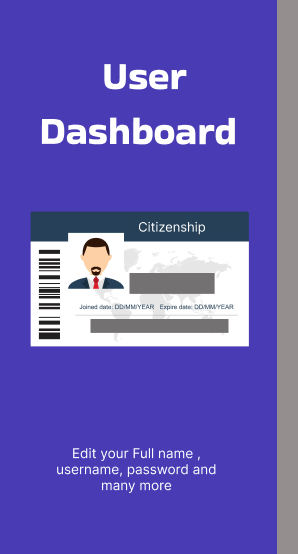 User
Dashboard
Citizenship
Joined date: DD/MM/YEAR Expire date: DD/MM/YEAR
Edit your Full name ,
username, password and
many more